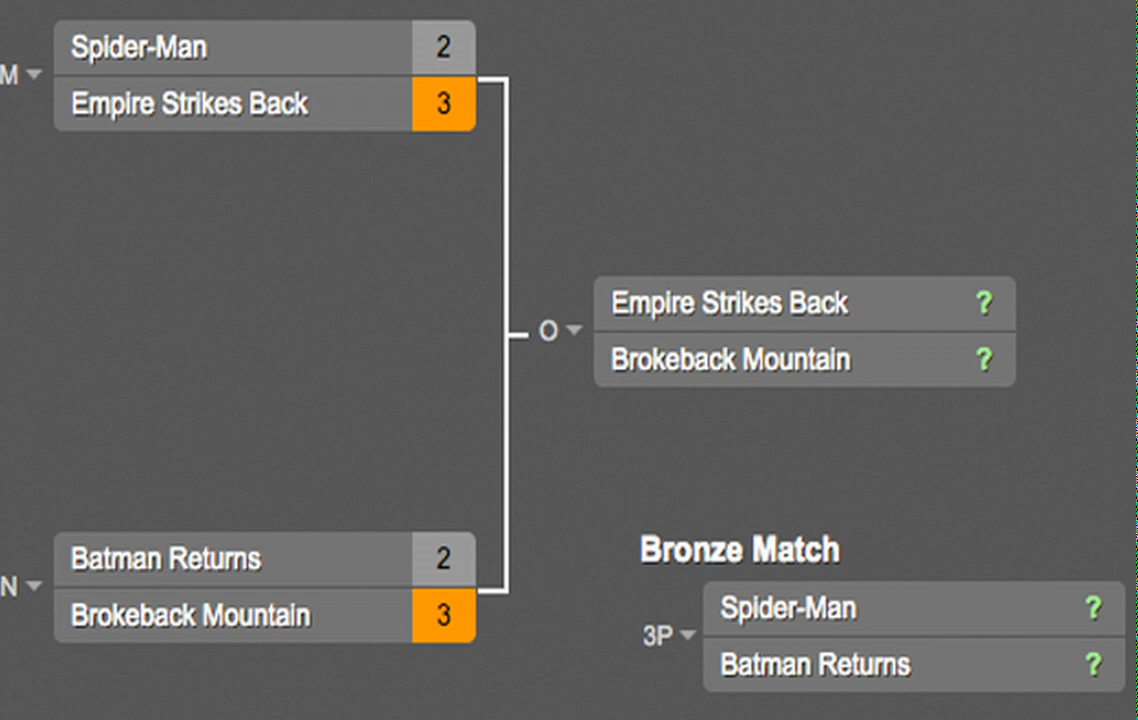 M
Spider-Man 2
Empire Strikes Back 3
O
Empire Strikes Back ?
Brokeback Mountain ?
N
Batman Returns 2
Brokeback Mountain 3
Bronze Match
3P
Spider-Man ?
Batman Returns ?